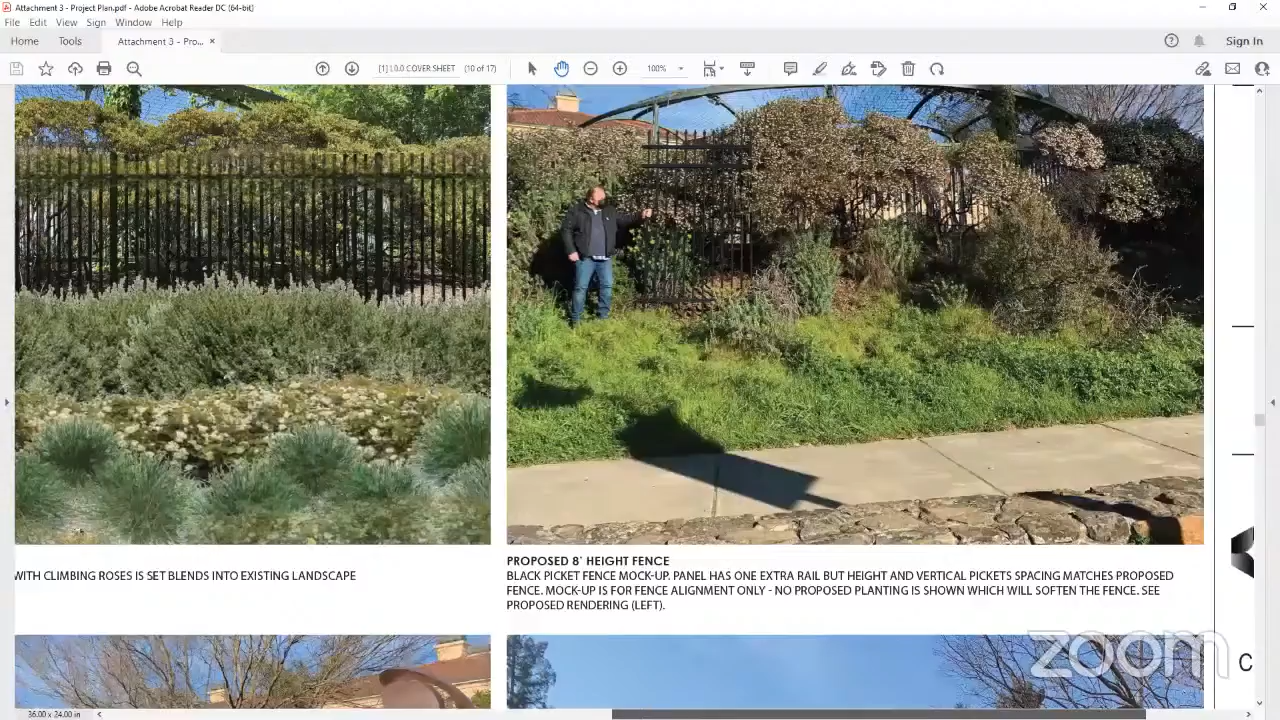 Attachment 3 - Project Plan.pdf - Adobe Acrobat Reader DC (64-bit)
File Edit View Sign Window Help
Home Tools Attachment 3 - Pro... × Sign In
[1] L0.0 COVER SHEET (10 of 17) 100%
PROPOSED 8' HEIGHT FENCE
WITH CLIMBING ROSES IS SET BLENDS INTO EXISTING LANDSCAPE
BLACK PICKET FENCE MOCK-UP. PANEL HAS ONE EXTRA RAIL BUT HEIGHT AND VERTICAL PICKETS SPACING MATCHES PROPOSED
FENCE. MOCK-UP IS FOR FENCE ALIGNMENT ONLY - NO PROPOSED PLANTING IS SHOWN WHICH WILL SOFTEN THE FENCE. SEE
PROPOSED RENDERING (LEFT).
zoom
C
36.00 x 24.00 in